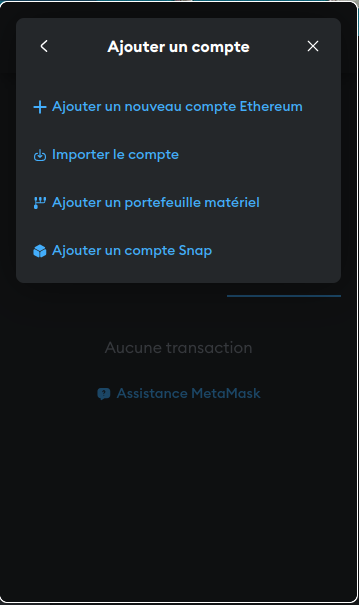 Ajouter un compte
Ajouter un nouveau compte Ethereum
Importer le compte
Ajouter un portefeuille matériel
Ajouter un compte Snap
Aucune transaction
Assistance MetaMask